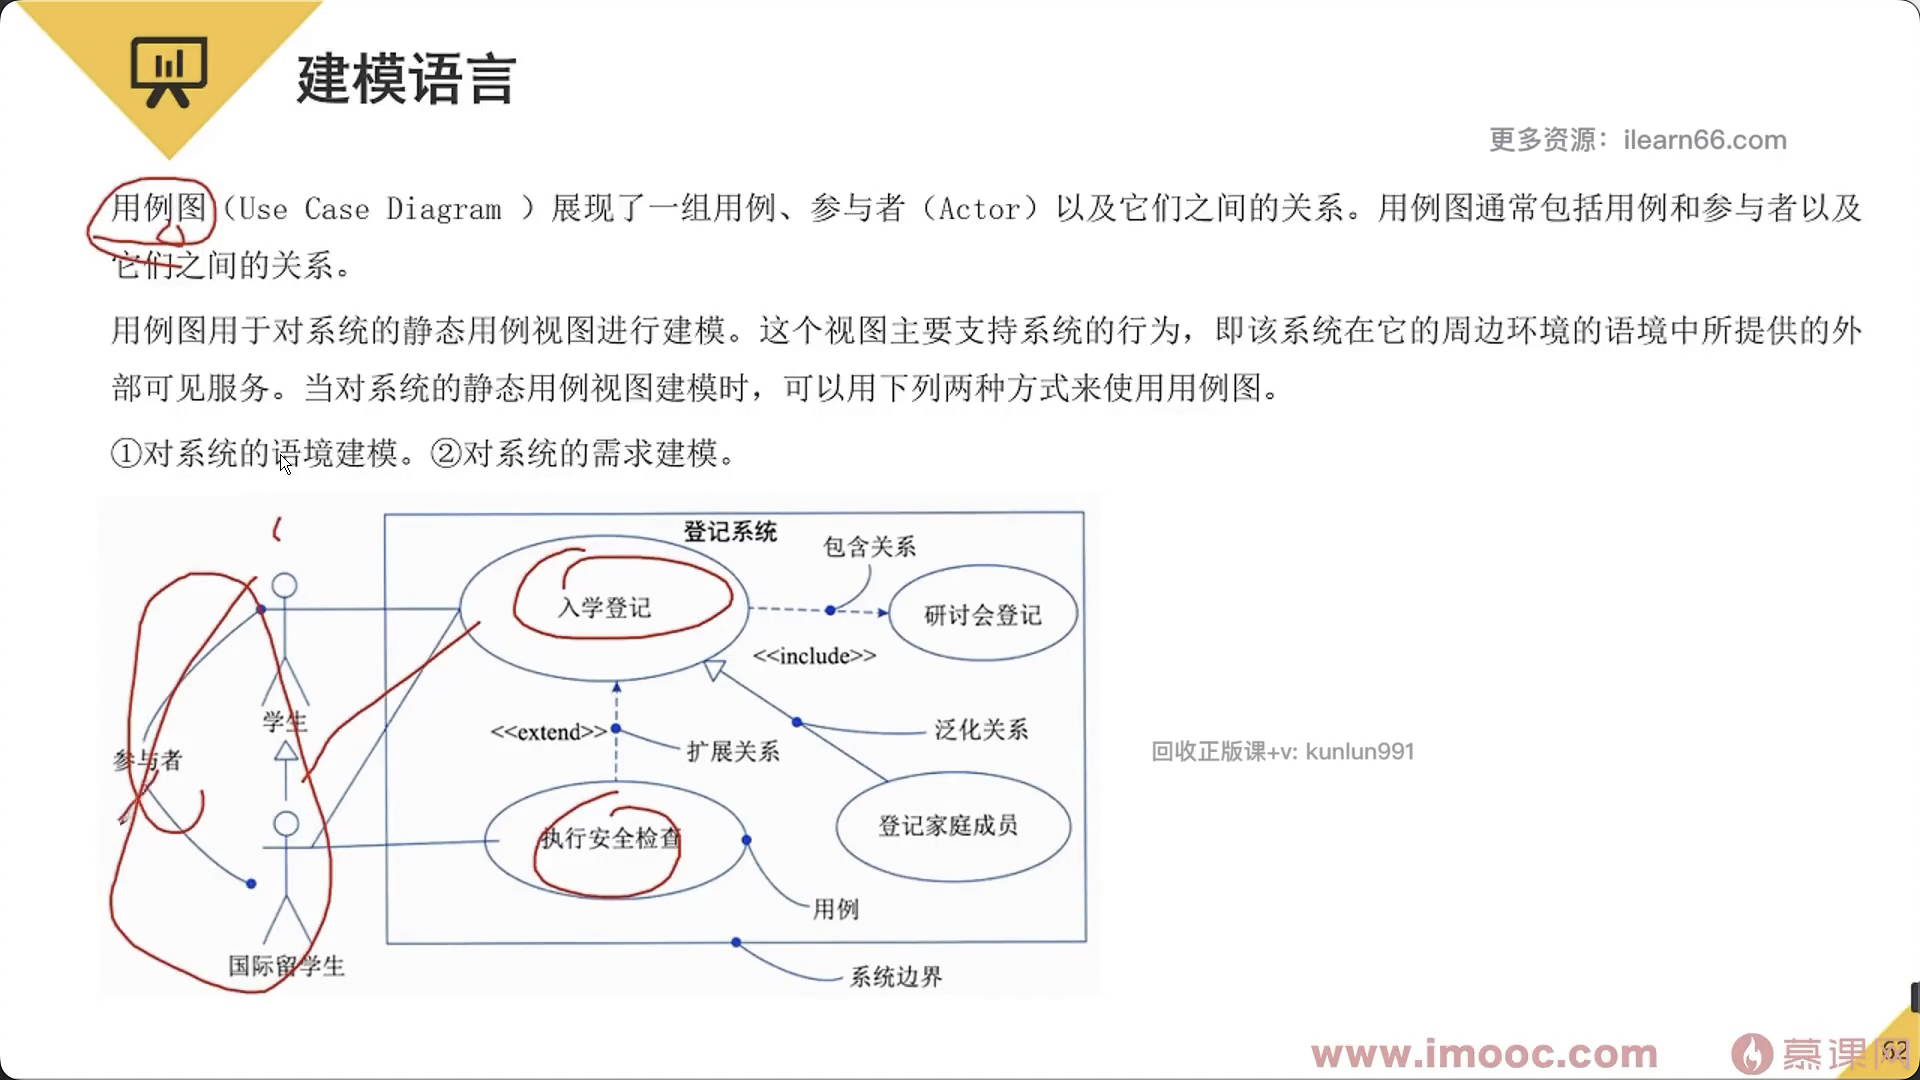 建模语言
更多资源：ilearn66.com
用例图（Use Case Diagram ）展现了一组用例、参与者（Actor）以及它们之间的关系。用例图通常包括用例和参与者以及
它们之间的关系。
用例图用于对系统的静态用例视图进行建模。这个视图主要支持系统的行为，即该系统在它的周边环境的语境中所提供的外
部可见服务。当对系统的静态用例视图建模时，可以用下列两种方式来使用用例图。
①对系统的语境建模。②对系统的需求建模。
登记系统
包含关系
入学登记
研讨会登记
<<include>>
学生
<<extend>>
扩展关系
泛化关系
参与者
回收正版课+v: kunlun991
执行安全检查
登记家庭成员
用例
国际留学生
系统边界
www.imooc.com
慕课网
62